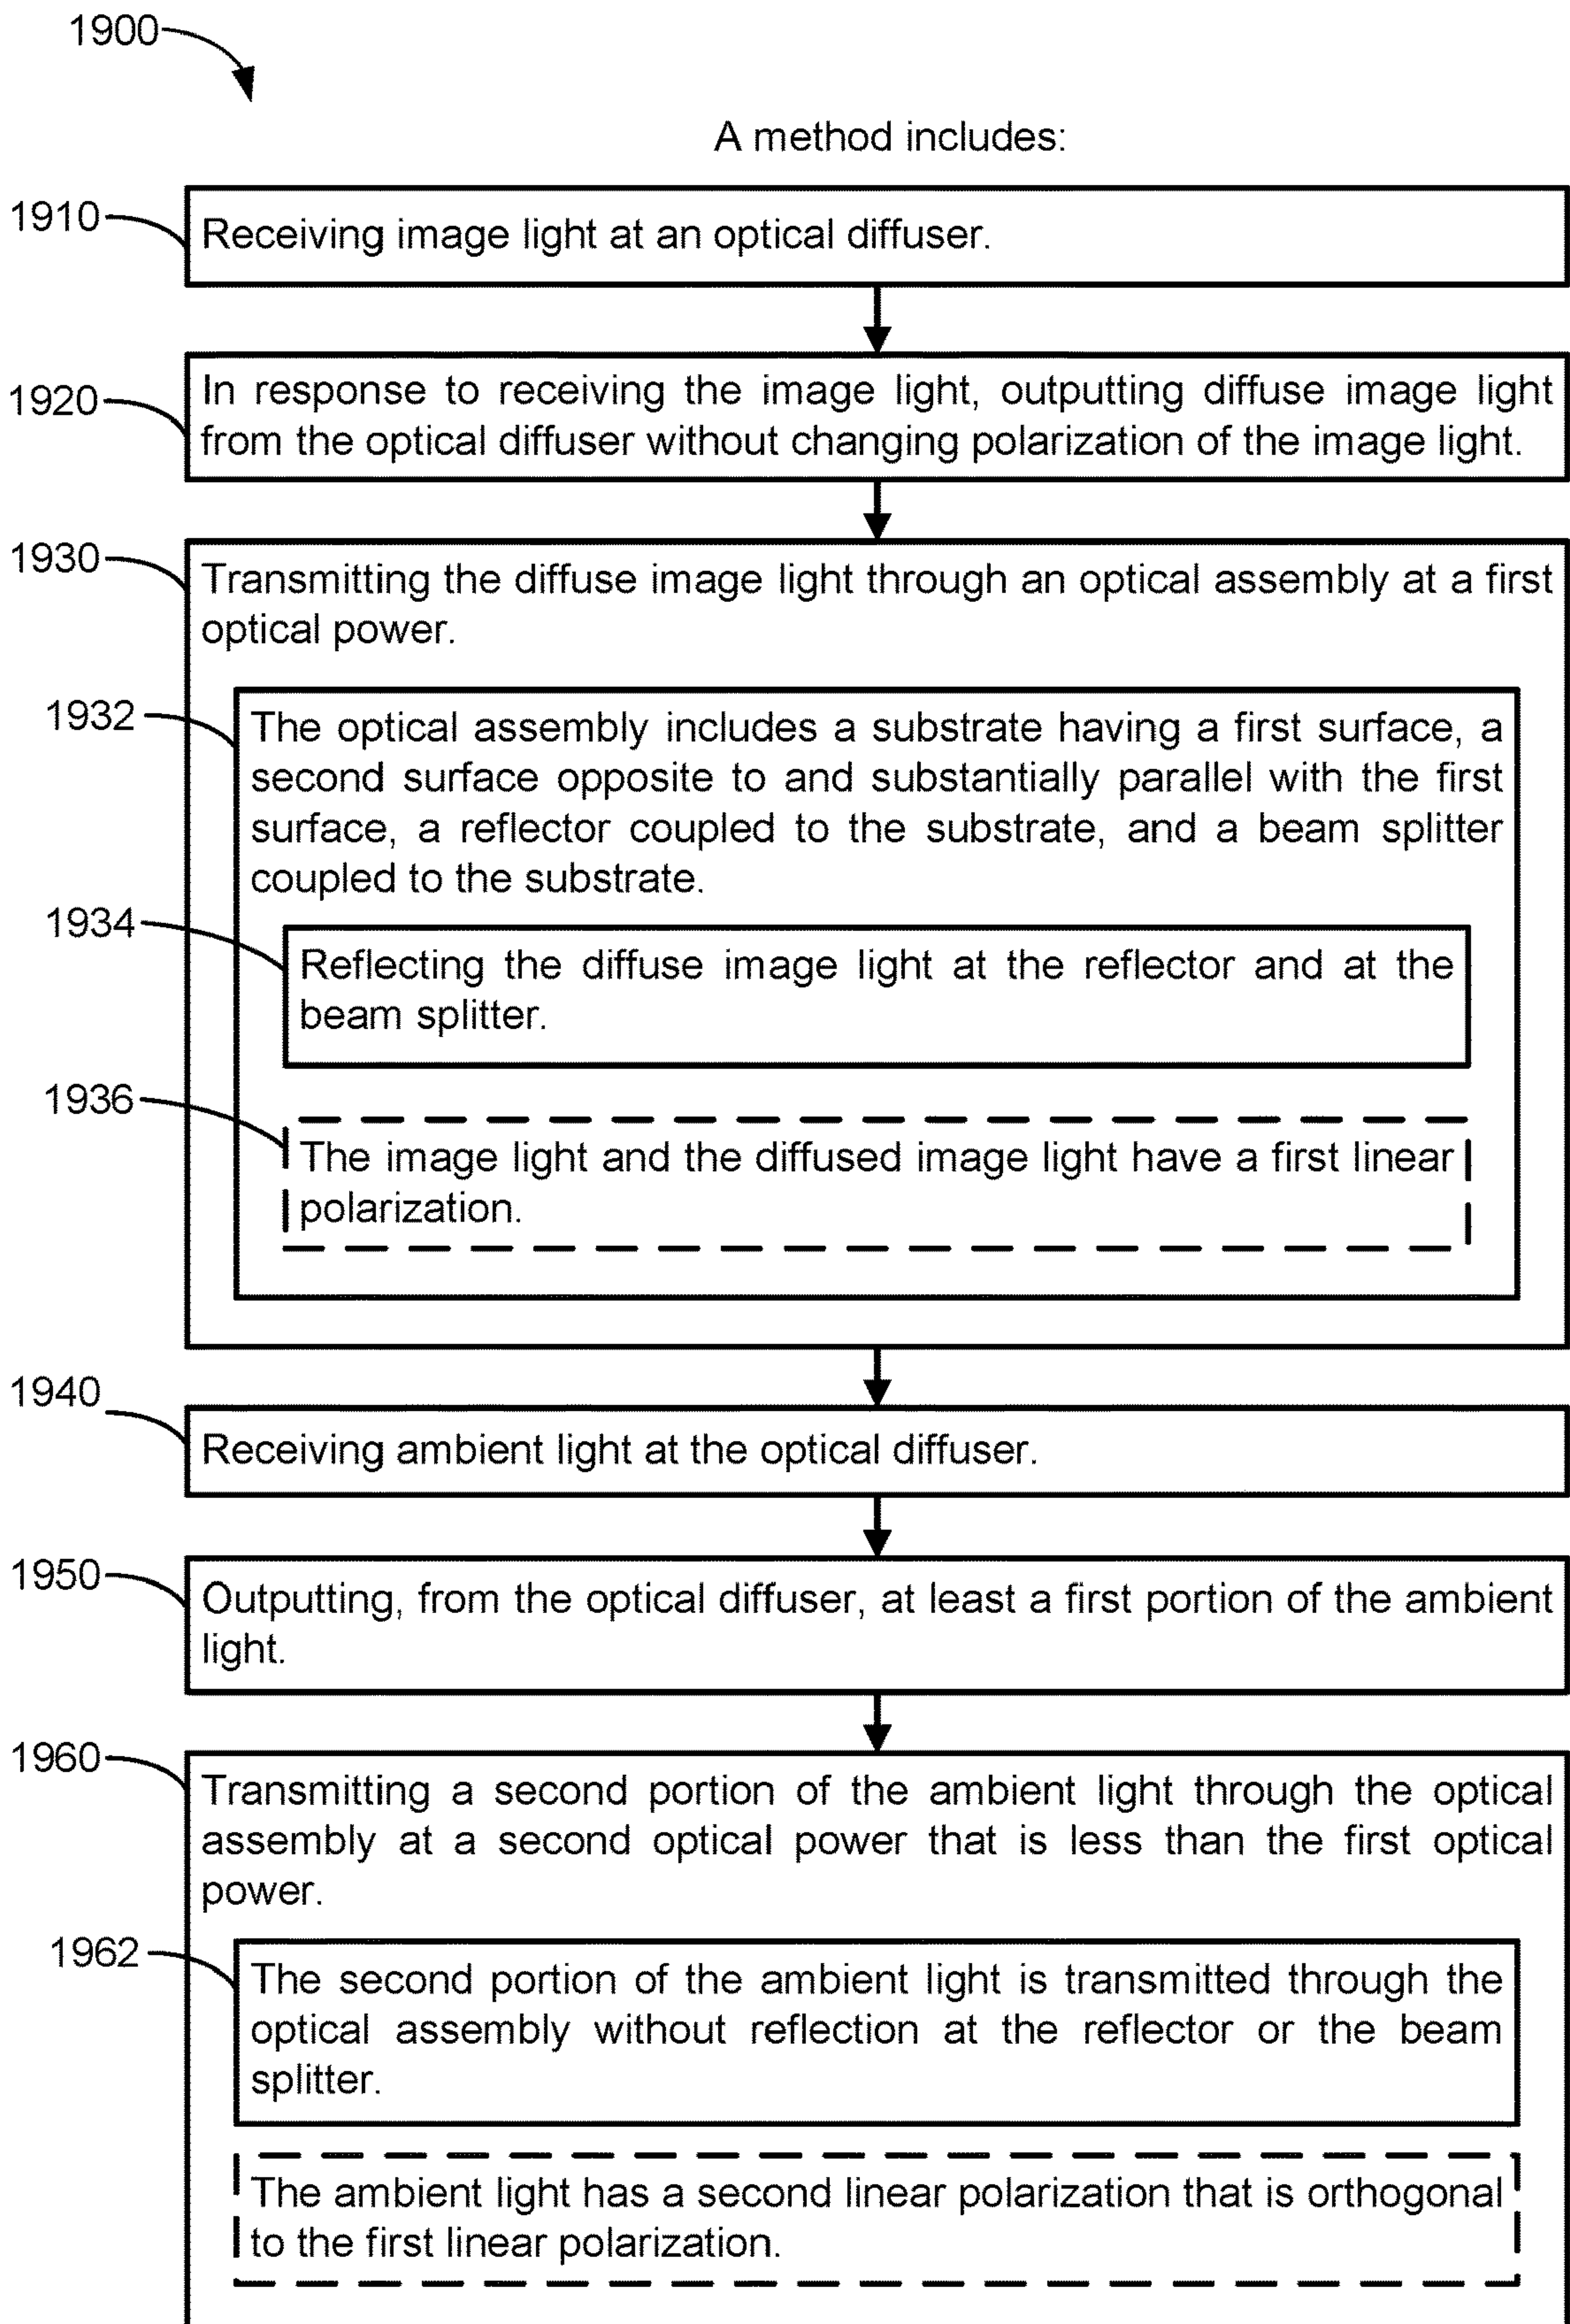 1900
A method includes:
1910
Receiving image light at an optical diffuser.
1920
In response to receiving the image light, outputting diffuse image light
from the optical diffuser without changing polarization of the image light.
1930
Transmitting the diffuse image light through an optical assembly at a first
optical power.
1932
The optical assembly includes a substrate having a first surface, a
second surface opposite to and substantially parallel with the first
surface, a reflector coupled to the substrate, and a beam splitter
coupled to the substrate.
1934
Reflecting the diffuse image light at the reflector and at the
beam splitter.
1936
The image light and the diffused image light have a first linear
polarization.
1940
Receiving ambient light at the optical diffuser.
1950
Outputting, from the optical diffuser, at least a first portion of the ambient
light.
1960
Transmitting a second portion of the ambient light through the optical
assembly at a second optical power that is less than the first optical
power.
1962
The second portion of the ambient light is transmitted through the
optical assembly without reflection at the reflector or the beam
splitter.
The ambient light has a second linear polarization that is orthogonal
to the first linear polarization.